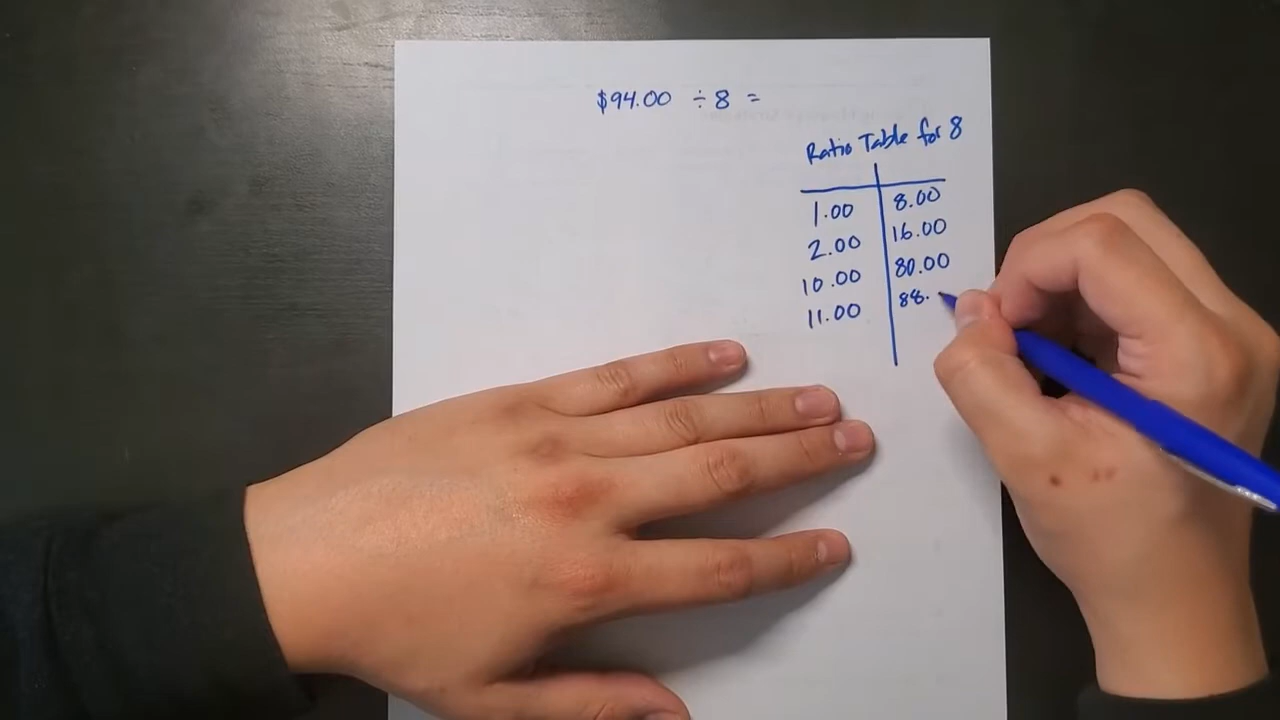 $94.00 ÷ 8 =
Ratio Table for 8
1.00 8.00
2.00 16.00
10.00 80.00
11.00 88.